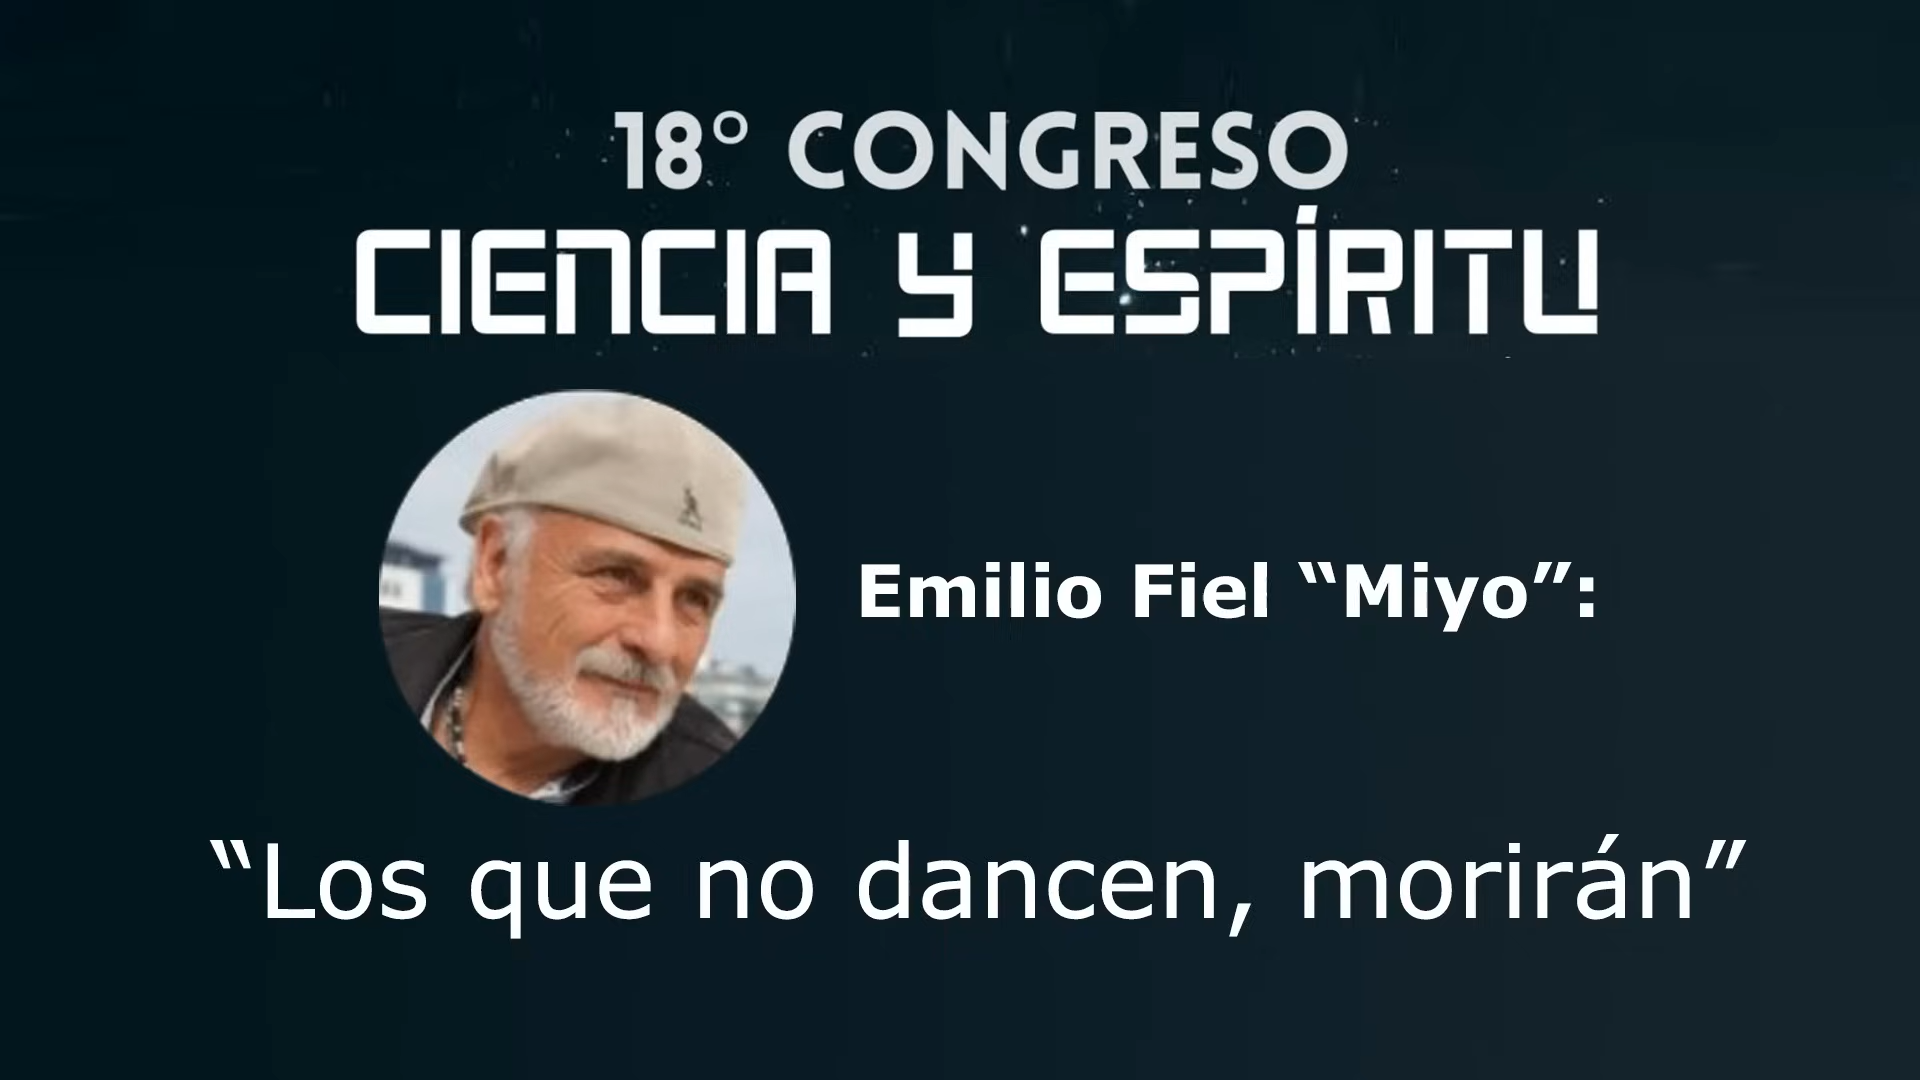 18° CONGRESO
CIENCIA Y ESPÍRITU
Emilio Fiel “Miyo”:
“Los que no dancen, morirán”